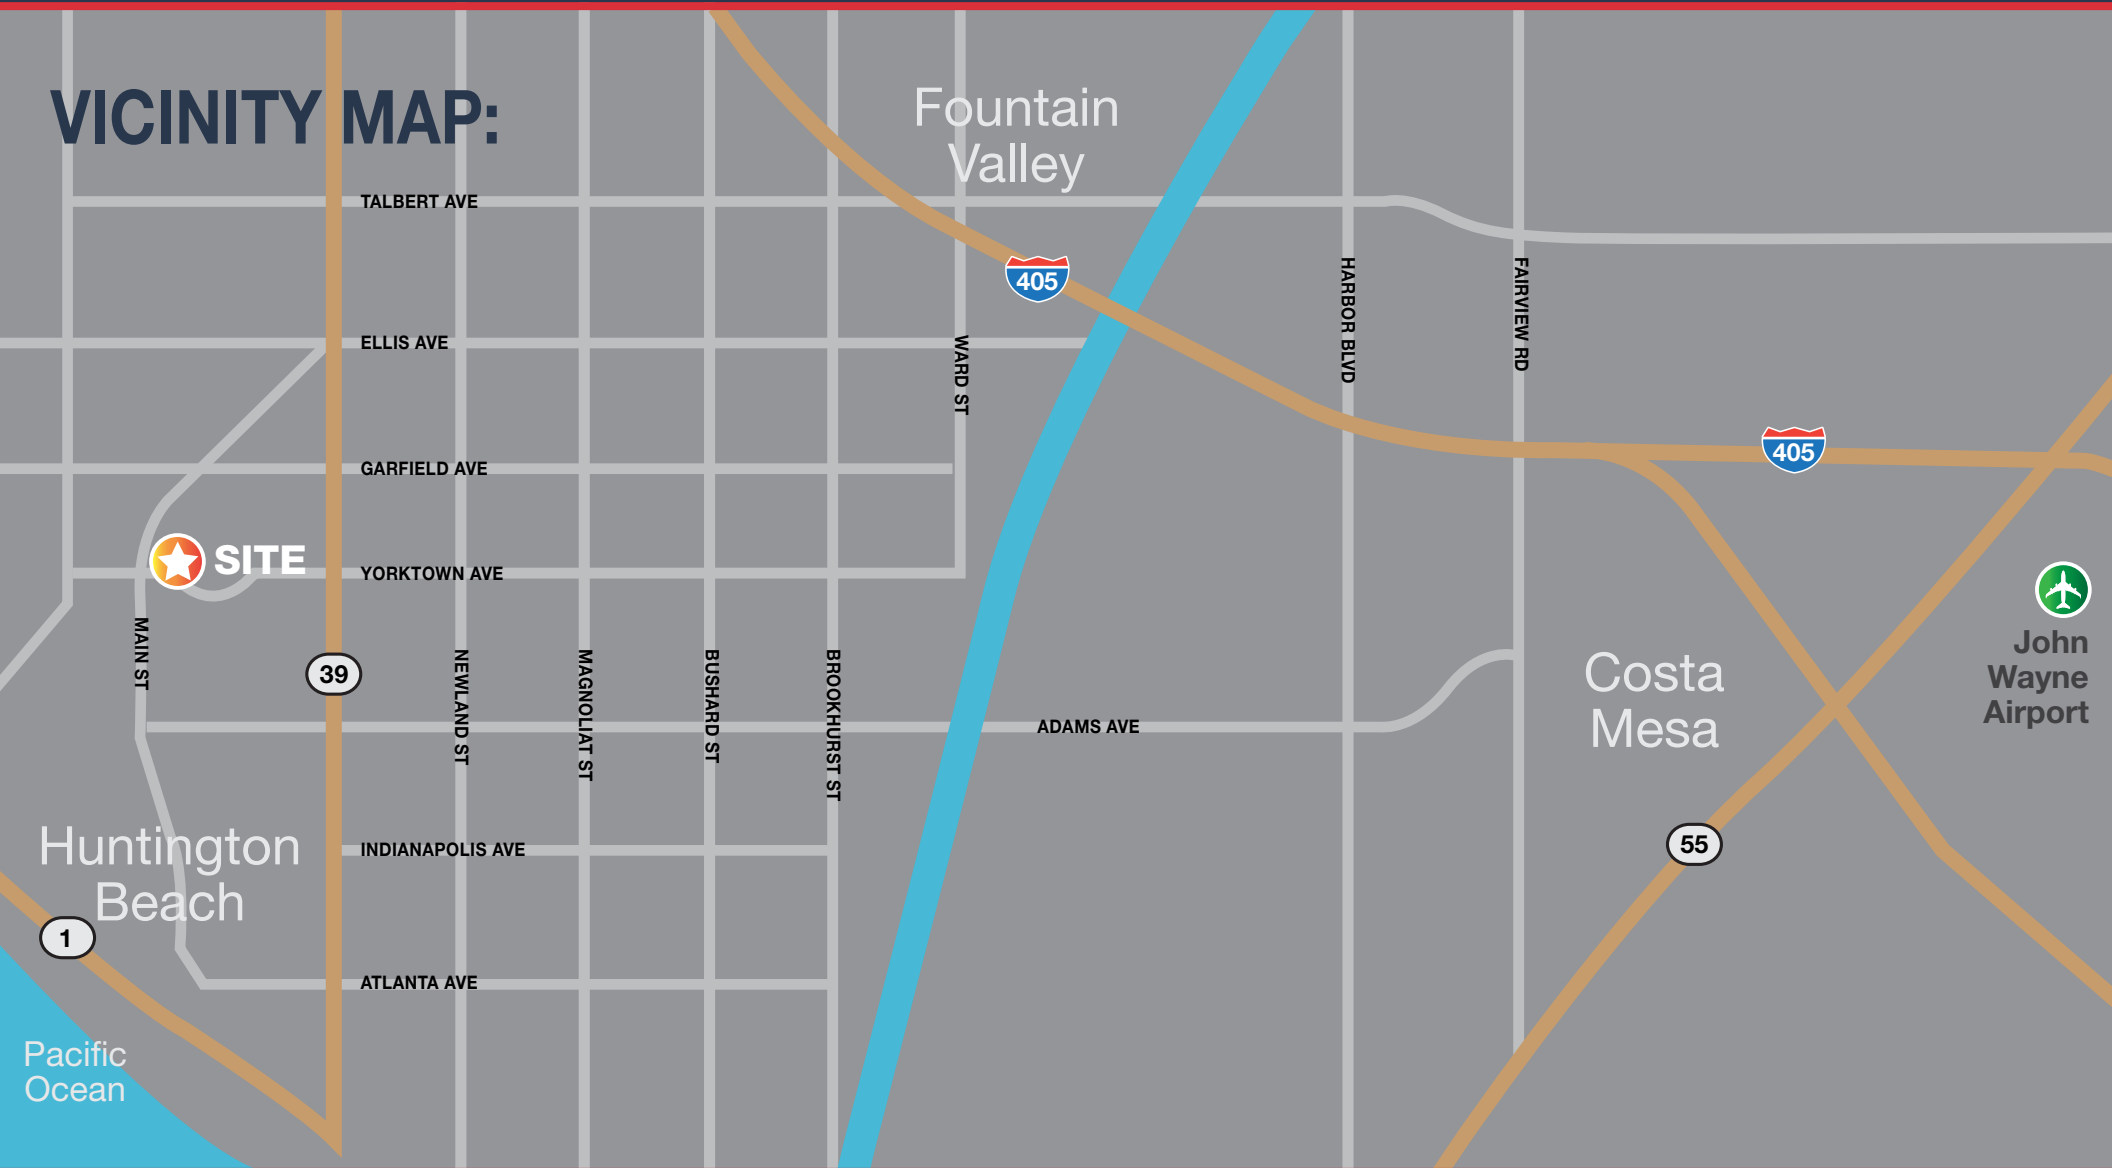 VICINITY MAP:
Fountain
Valley
TALBERT AVE
405
HARBOR BLVD
FAIRVIEW RD
ELLIS AVE
WARD ST
405
GARFIELD AVE
SITE
YORKTOWN AVE
MAIN ST
39
NEWLAND ST
MAGNOLIAT ST
BUSHARD ST
BROOKHURST ST
ADAMS AVE
Costa
Mesa
John
Wayne
Airport
Huntington
Beach
INDIANAPOLIS AVE
55
1
ATLANTA AVE
Pacific
Ocean